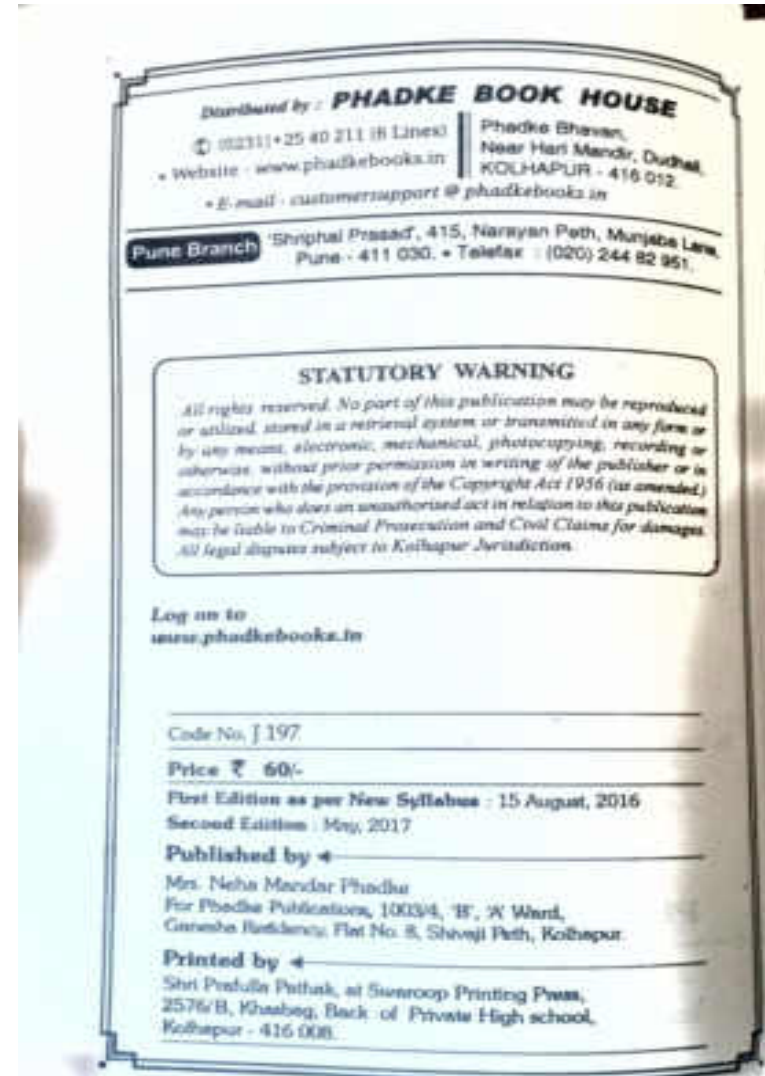 Distributed by : PHADKE BOOK HOUSE
✆ (0231) • 25 40 211 (6 Lines)
• Website - www.phadkebooks.in
Phadke Bhavan,
Near Hari Mandir, Dudhali,
KOLHAPUR - 416 012.
• E-mail - customersupport @ phadkebooks.in
Pune Branch
'Shriphal Prasad', 415, Narayan Peth, Munjaba Lane,
Pune - 411 030. • Telefax : (020) 244 82 951.
STATUTORY WARNING
All rights reserved. No part of this publication may be reproduced
or utilized, stored in a retrieval system or transmitted in any form or
by any means, electronic, mechanical, photocopying, recording or
otherwise, without prior permission in writing of the publisher or in
accordance with the provision of the Copyright Act 1956 (as amended.)
Any person who does an unauthorised act in relation to this publication
may be liable to Criminal Prosecution and Civil Claims for damages.
All legal disputes subject to Kolhapur Jurisdiction.
Log on to
www.phadkebooks.in
Code No. J 197
Price ₹ 60/-
First Edition as per New Syllabus : 15 August, 2016
Second Edition : May, 2017
Published by
Mrs. Neha Mandar Phadke
For Phadke Publications, 1003/4, 'B', 'A' Ward,
Ganesha Residency, Flat No. 8, Shivaji Peth, Kolhapur.
Printed by
Shri Prafulla Pathak, at Swaroop Printing Press,
2576/B, Khasbag, Back of Private High school,
Kolhapur - 416 008.